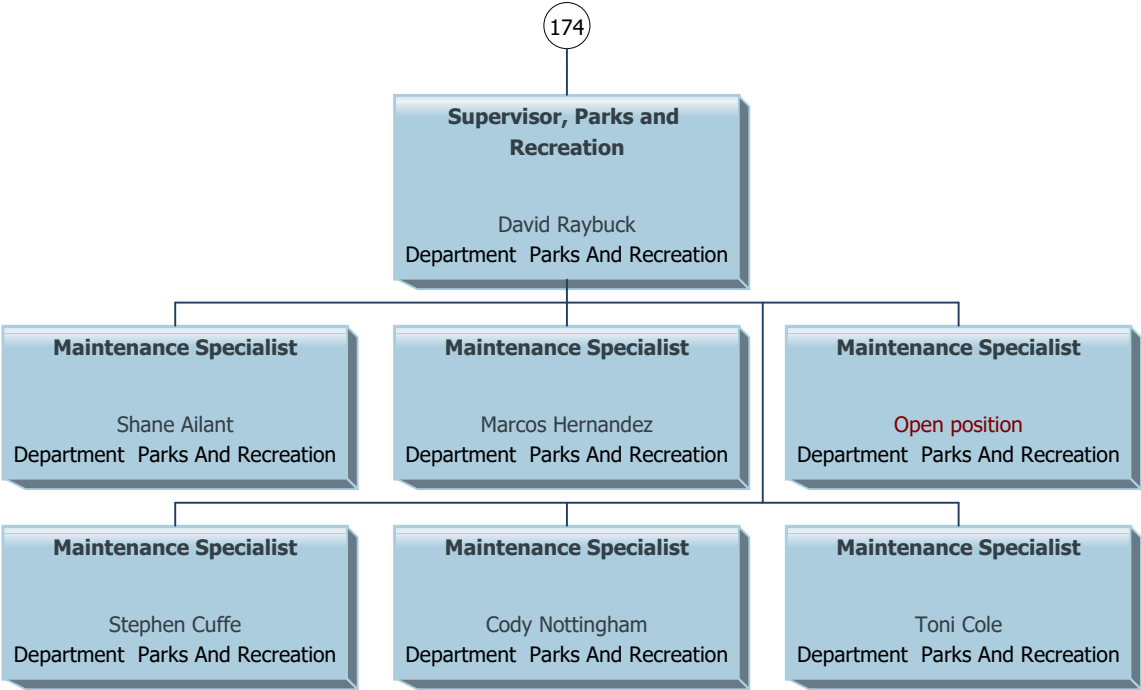 174
Supervisor, Parks and
Recreation
David Raybuck
Department  Parks And Recreation
Maintenance Specialist
Shane Ailant
Department  Parks And Recreation
Maintenance Specialist
Marcos Hernandez
Department  Parks And Recreation
Maintenance Specialist
Open position
Department  Parks And Recreation
Maintenance Specialist
Stephen Cuffe
Department  Parks And Recreation
Maintenance Specialist
Cody Nottingham
Department  Parks And Recreation
Maintenance Specialist
Toni Cole
Department  Parks And Recreation